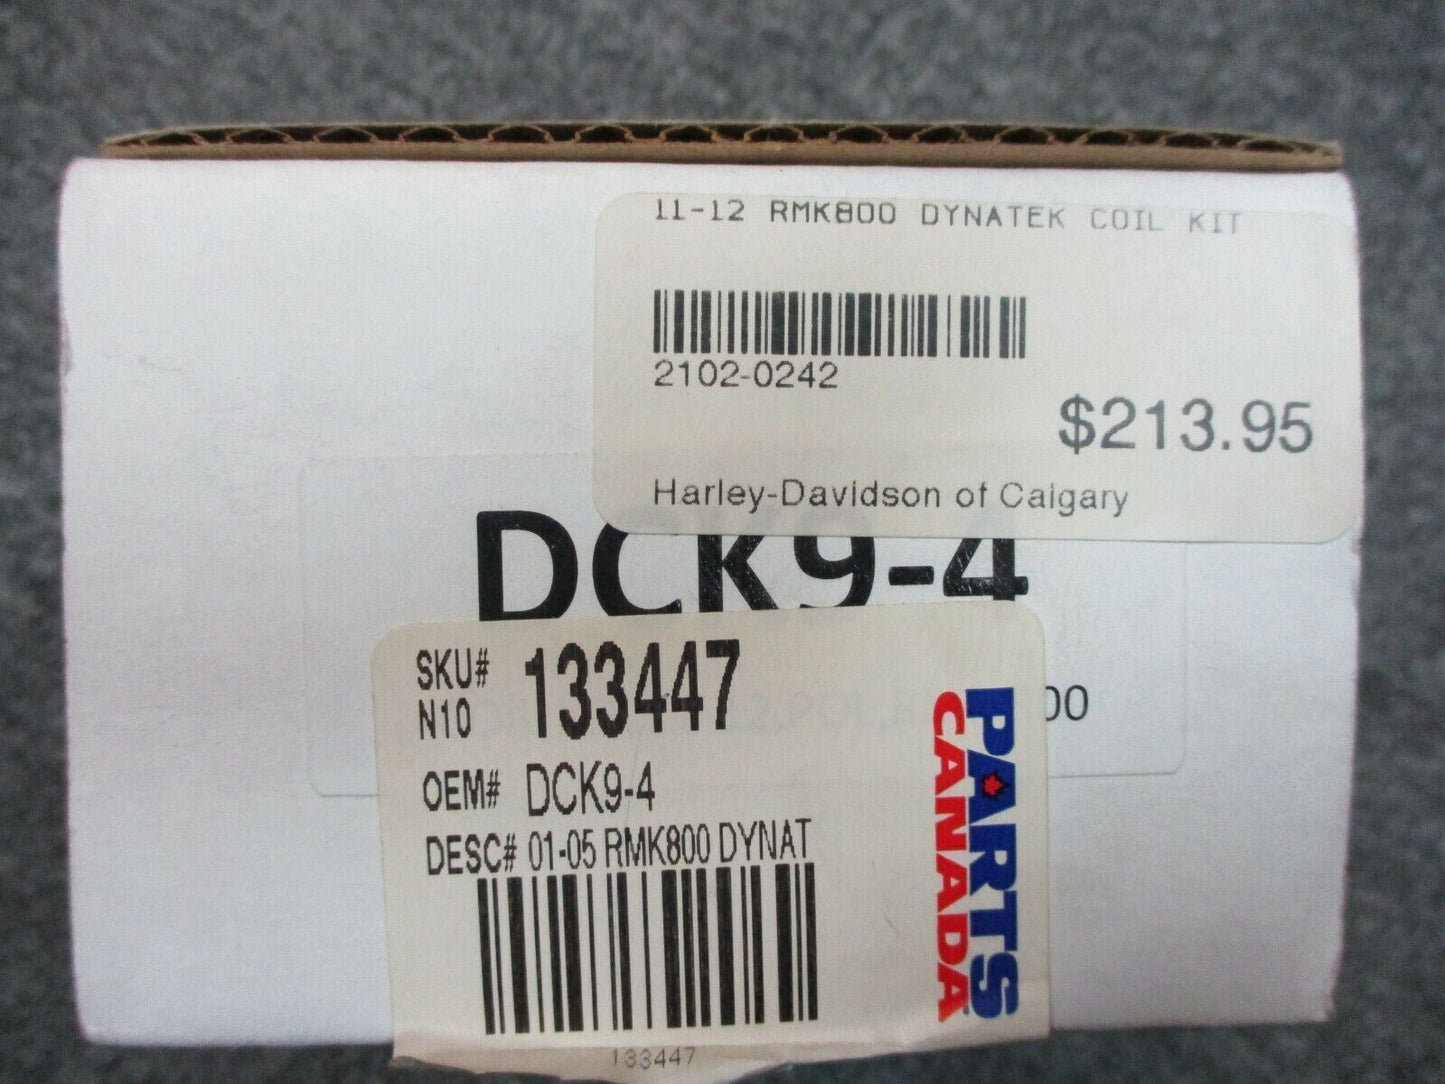 11-12 RMK800 DYNATEK COIL KIT
2102-0242
$213.95
Harley-Davidson of Calgary
DCK9-4
00
SKU# 133447
N10
OEM# DCK9-4
DESC# 01-05 RMK800 DYNAT
133447
PARTS
CANADA